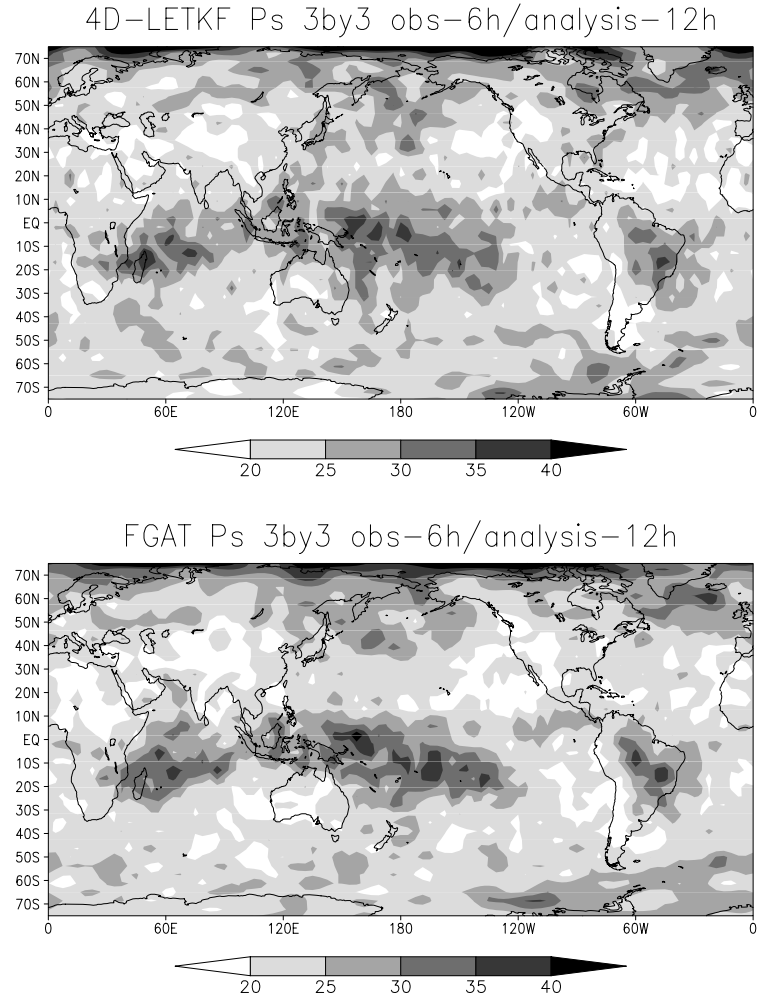 4D-LETKF Ps 3by3 obs-6h/analysis-12h
70N
60N
50N
40N
30N
20N
10N
EQ
10S
20S
30S
40S
50S
60S
70S
0 60E 120E 180 120W 60W 0
20 25 30 35 40
FGAT Ps 3by3 obs-6h/analysis-12h
70N
60N
50N
40N
30N
20N
10N
EQ
10S
20S
30S
40S
50S
60S
70S
0 60E 120E 180 120W 60W 0
20 25 30 35 40